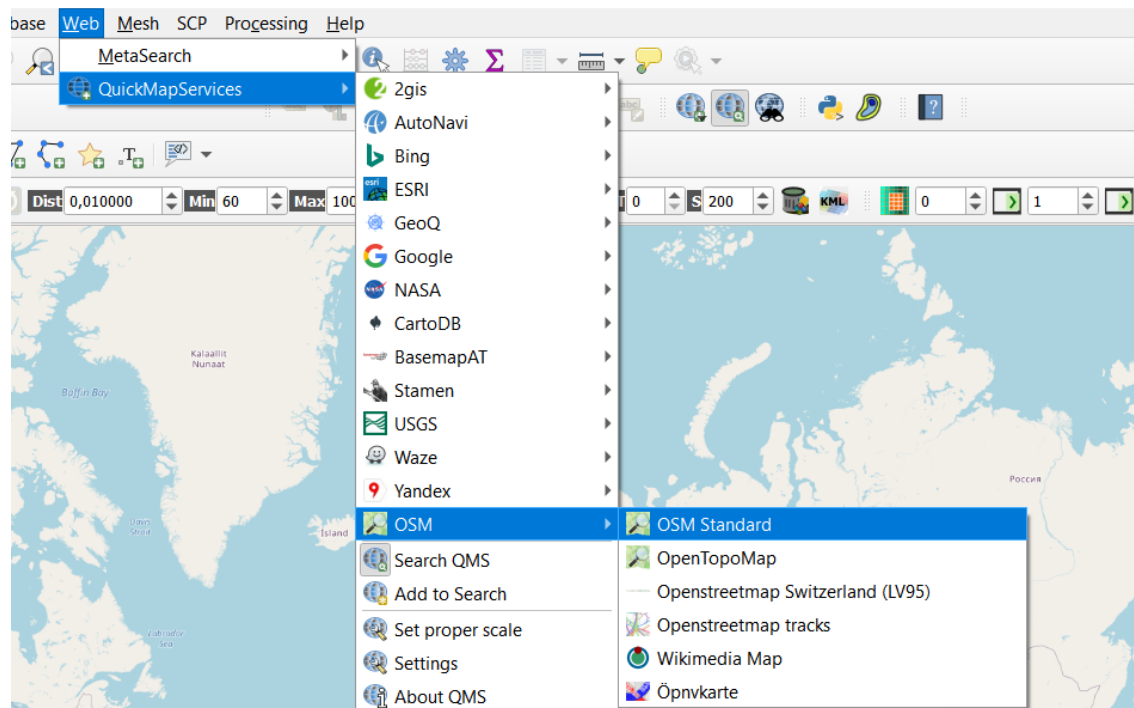 base Web Mesh SCP Processing Help
MetaSearch
QuickMapServices
2gis
AutoNavi
Bing
ESRI
GeoQ
Google
NASA
CartoDB
BasemapAT
Stamen
USGS
Waze
Yandex
OSM
Search QMS
Add to Search
Set proper scale
Settings
About QMS
OSM Standard
OpenTopoMap
Openstreetmap Switzerland (LV95)
Openstreetmap tracks
Wikimedia Map
Öpnvkarte
Dist 0,010000 Min 60 Max 100
0 S 200 KML 0 1
Kalaallit
Nunaat
Baffin Bay
Davis
Strait
Ísland
Labrador
Sea
Россия